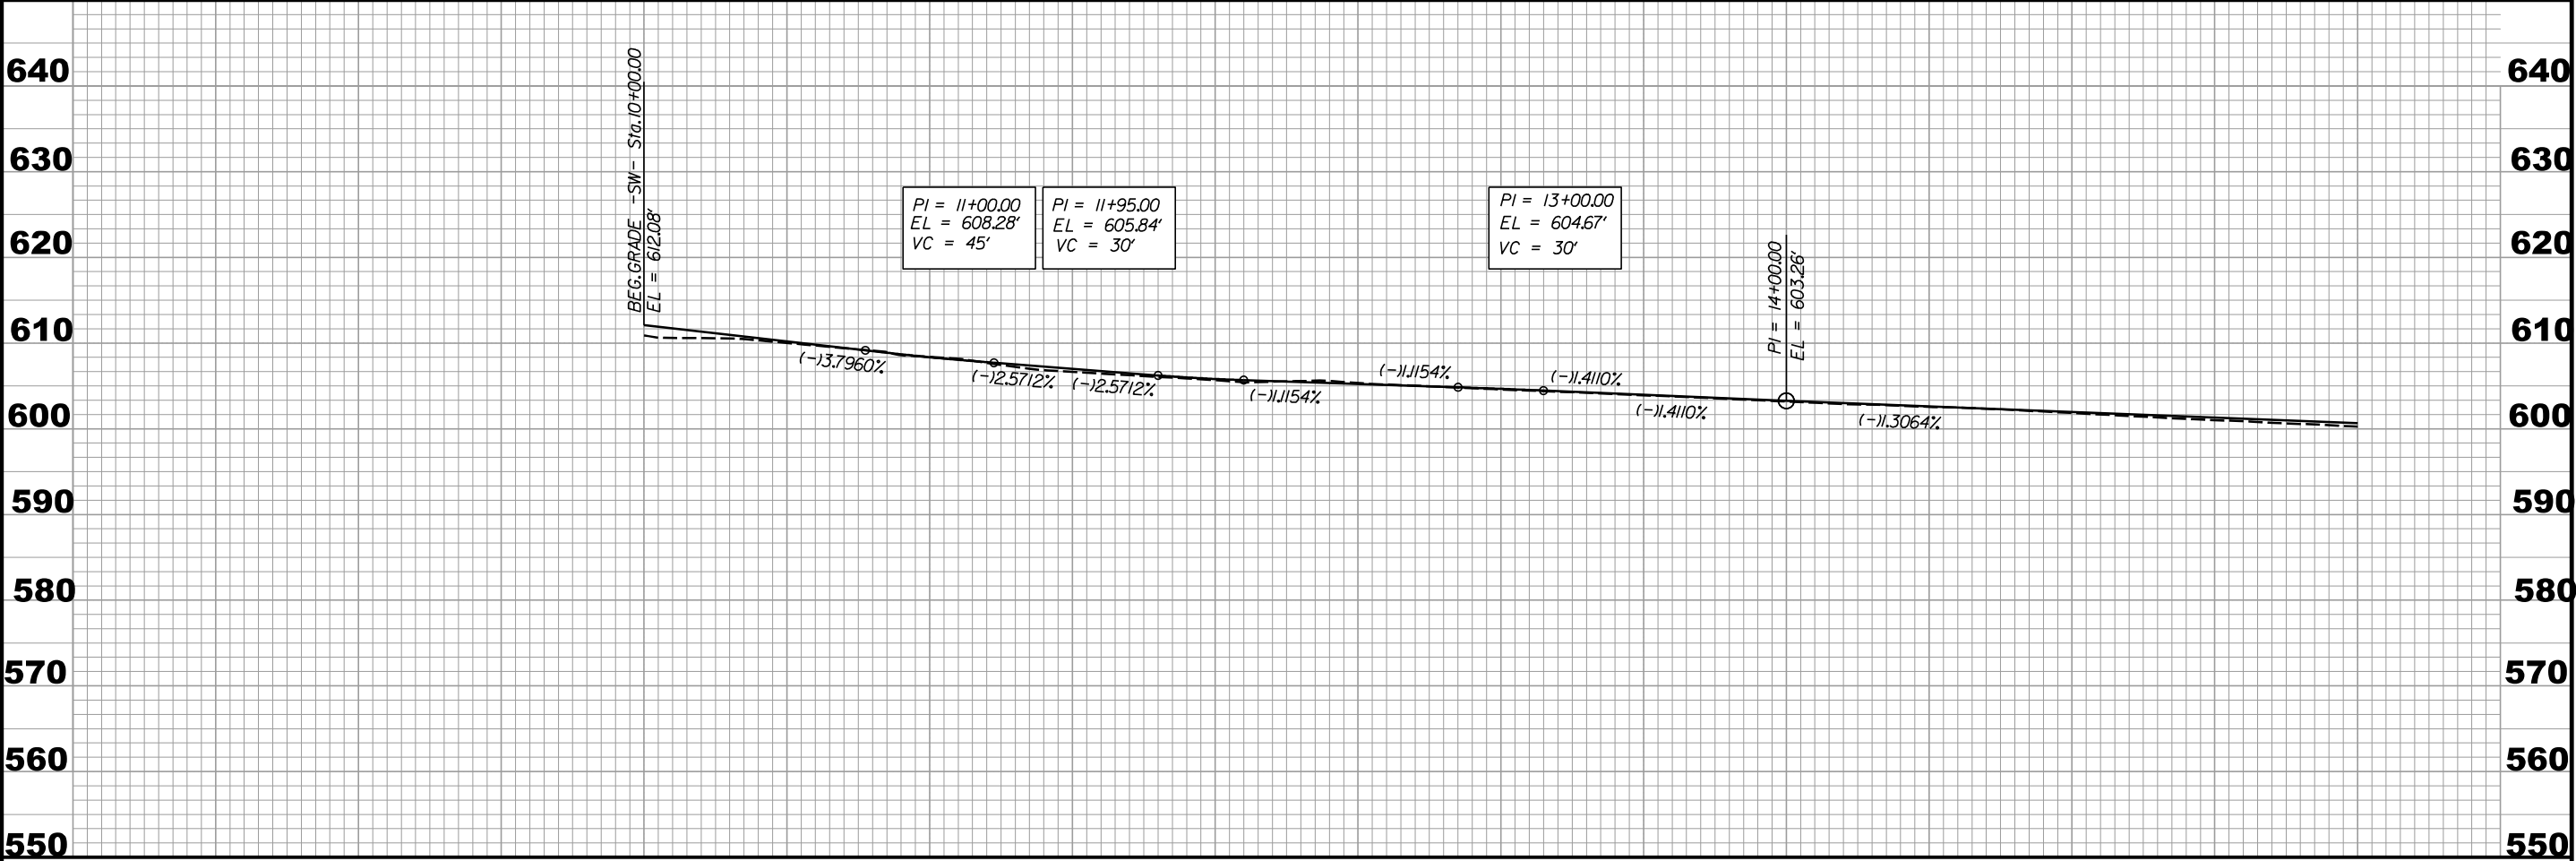 640
640
630
630
620
620
610
610
600
600
590
590
580
580
570
570
560
560
550
550
BEG. GRADE -SW- Sta. 10+00.00
EL = 612.08'
PI = 11+00.00
EL = 608.28'
VC = 45'
PI = 11+95.00
EL = 605.84'
VC = 30'
PI = 13+00.00
EL = 604.67'
VC = 30'
PI = 14+00.00
EL = 603.26'
(-)3.7960%
(-)2.5712%
(-)2.5712%
(-)1.1154%
(-)1.1154%
(-)1.4110%
(-)1.4110%
(-)1.3064%